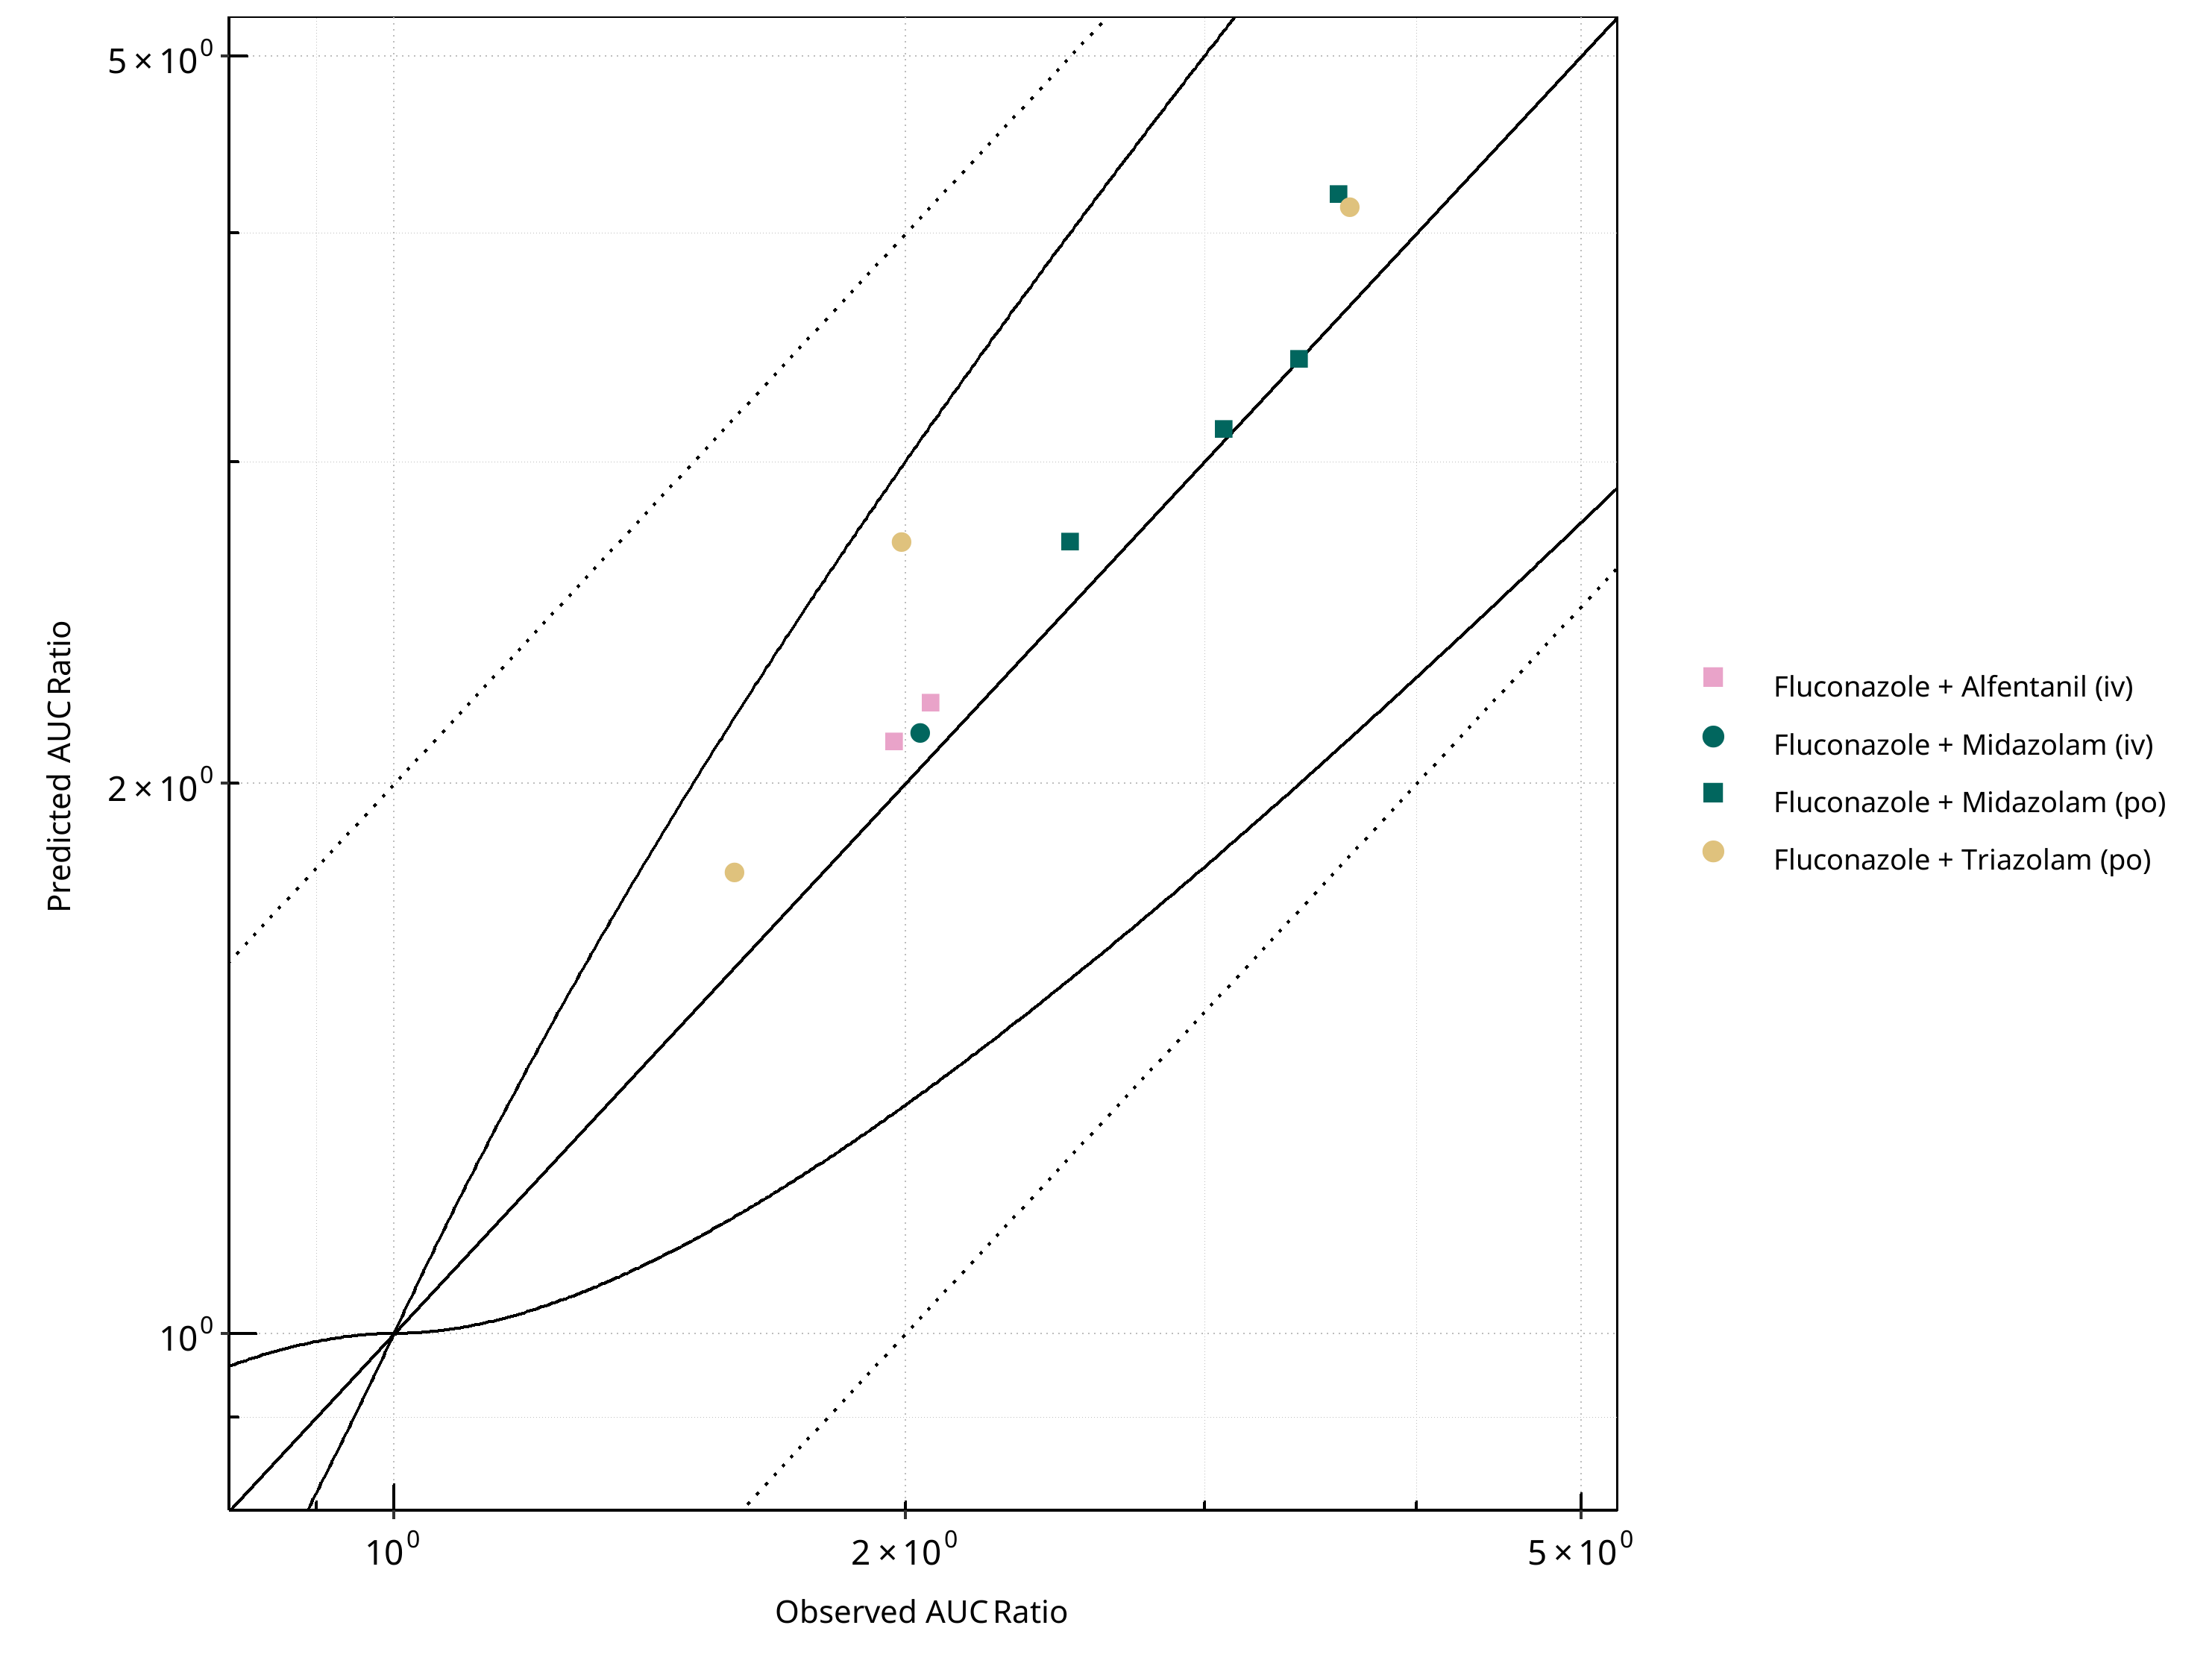 5 × 10⁰
2 × 10⁰
10⁰
Predicted AUC Ratio
10⁰
2 × 10⁰
5 × 10⁰
Observed AUC Ratio
Fluconazole + Alfentanil (iv)
Fluconazole + Midazolam (iv)
Fluconazole + Midazolam (po)
Fluconazole + Triazolam (po)